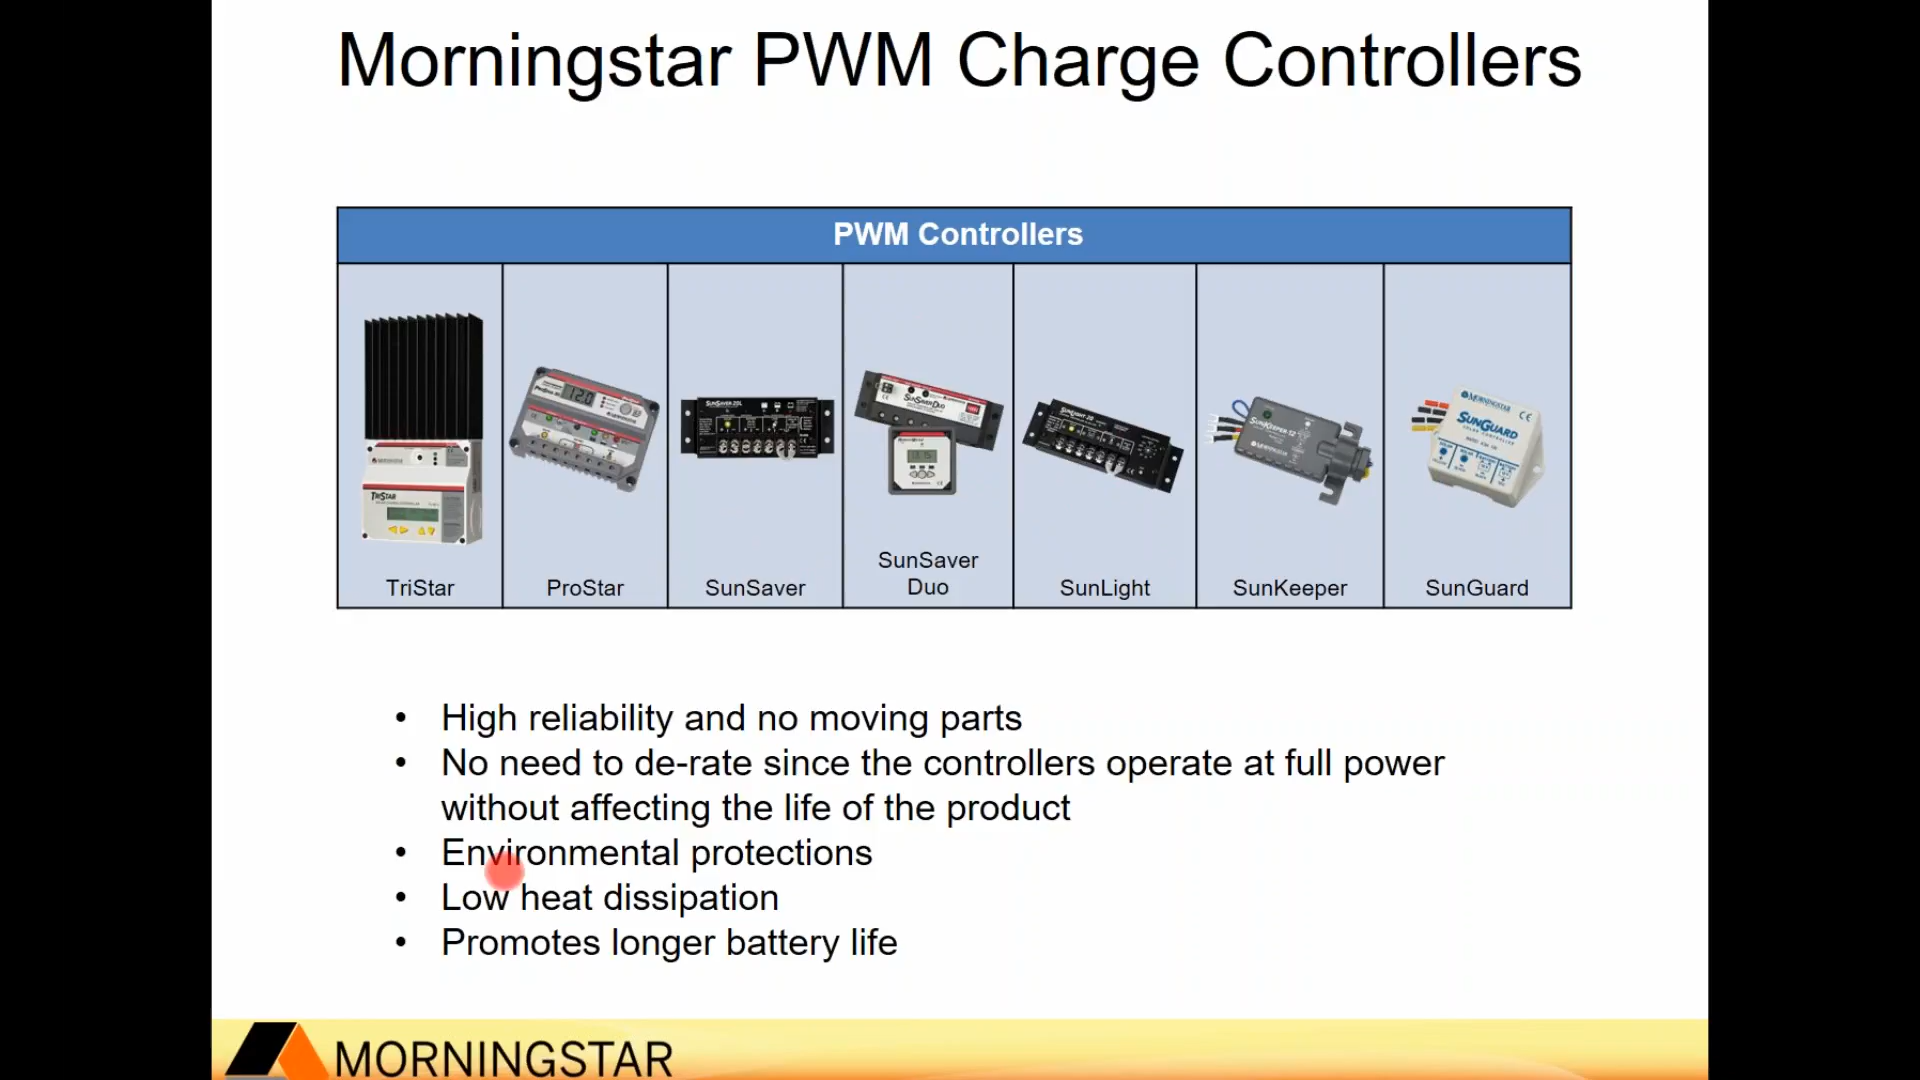 Morningstar PWM Charge Controllers
PWM Controllers
TriStar
ProStar
SunSaver
SunSaver
Duo
SunLight
SunKeeper
SunGuard
• High reliability and no moving parts
• No need to de-rate since the controllers operate at full power
without affecting the life of the product
• Environmental protections
• Low heat dissipation
• Promotes longer battery life
MORNINGSTAR